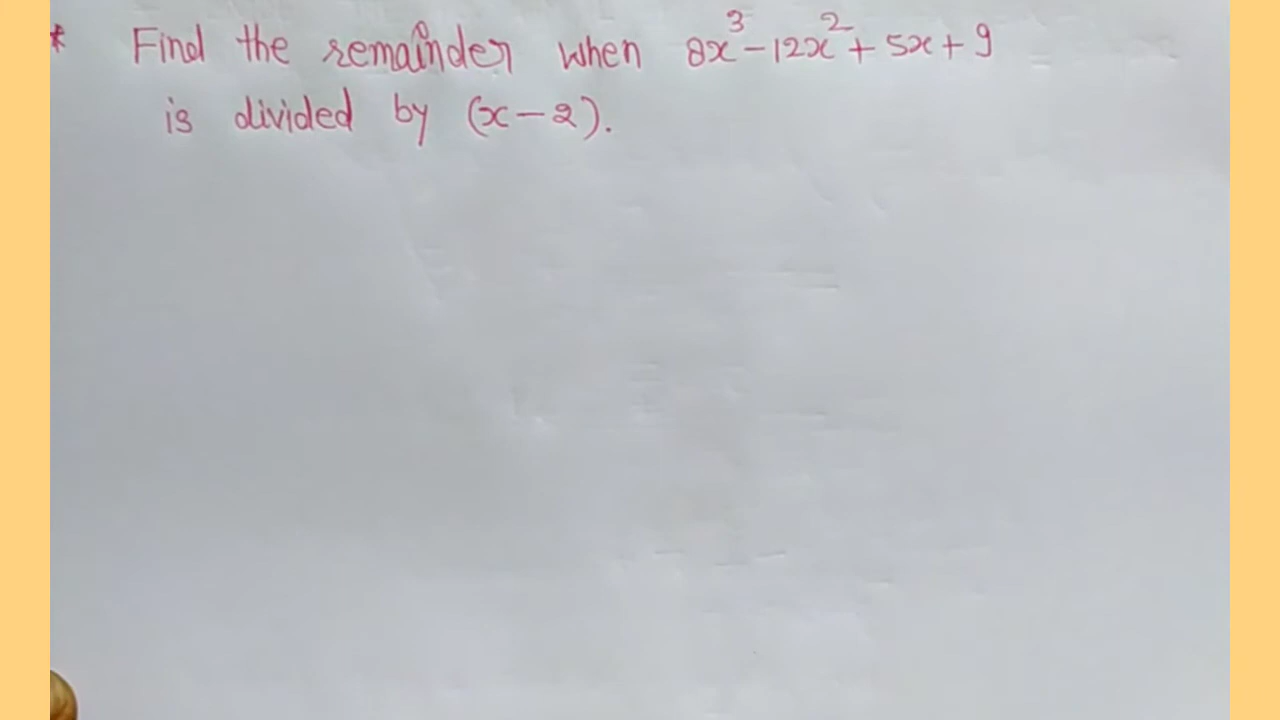 * Find the remainder when 8x³ - 12x² + 5x + 9
is divided by (x - 2).